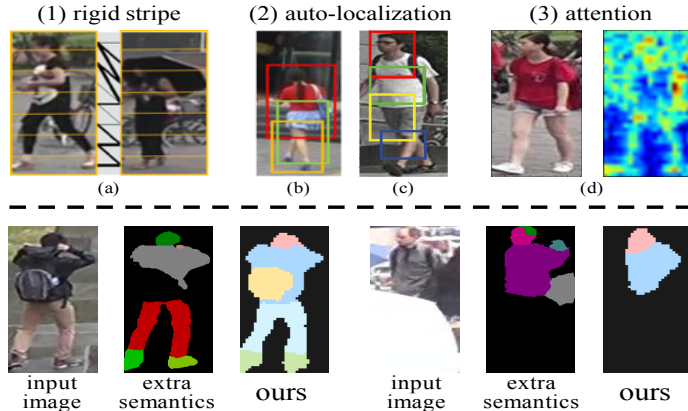 (1) rigid stripe (2) auto-localization (3) attention
(a) (b) (c) (d)
input image extra semantics ours input image extra semantics ours